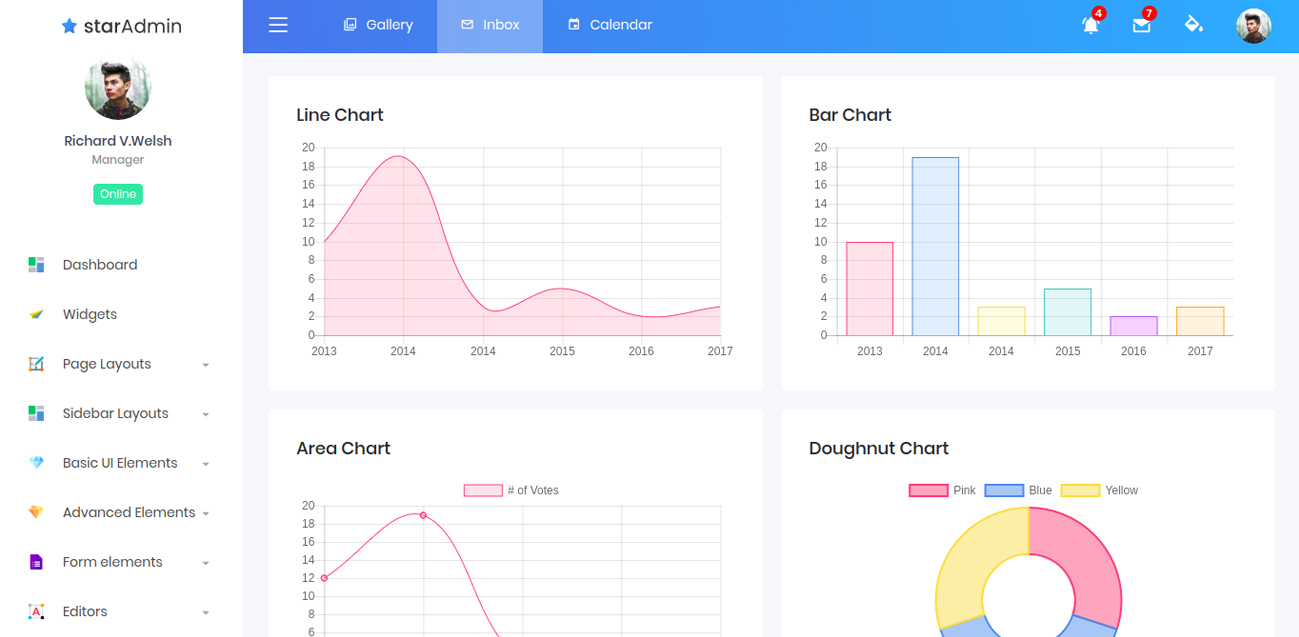 starAdmin
Richard V.Welsh
Manager
Online
Dashboard
Widgets
Page Layouts
Sidebar Layouts
Basic UI Elements
Advanced Elements
Form elements
Editors
Gallery
Inbox
Calendar
4
7
Line Chart
20
18
16
14
12
10
8
6
4
2
0
2013 2014 2014 2015 2016 2017
Bar Chart
20
18
16
14
12
10
8
6
4
2
0
2013 2014 2014 2015 2016 2017
Area Chart
# of Votes
20
18
16
14
12
10
8
6
Doughnut Chart
Pink Blue Yellow